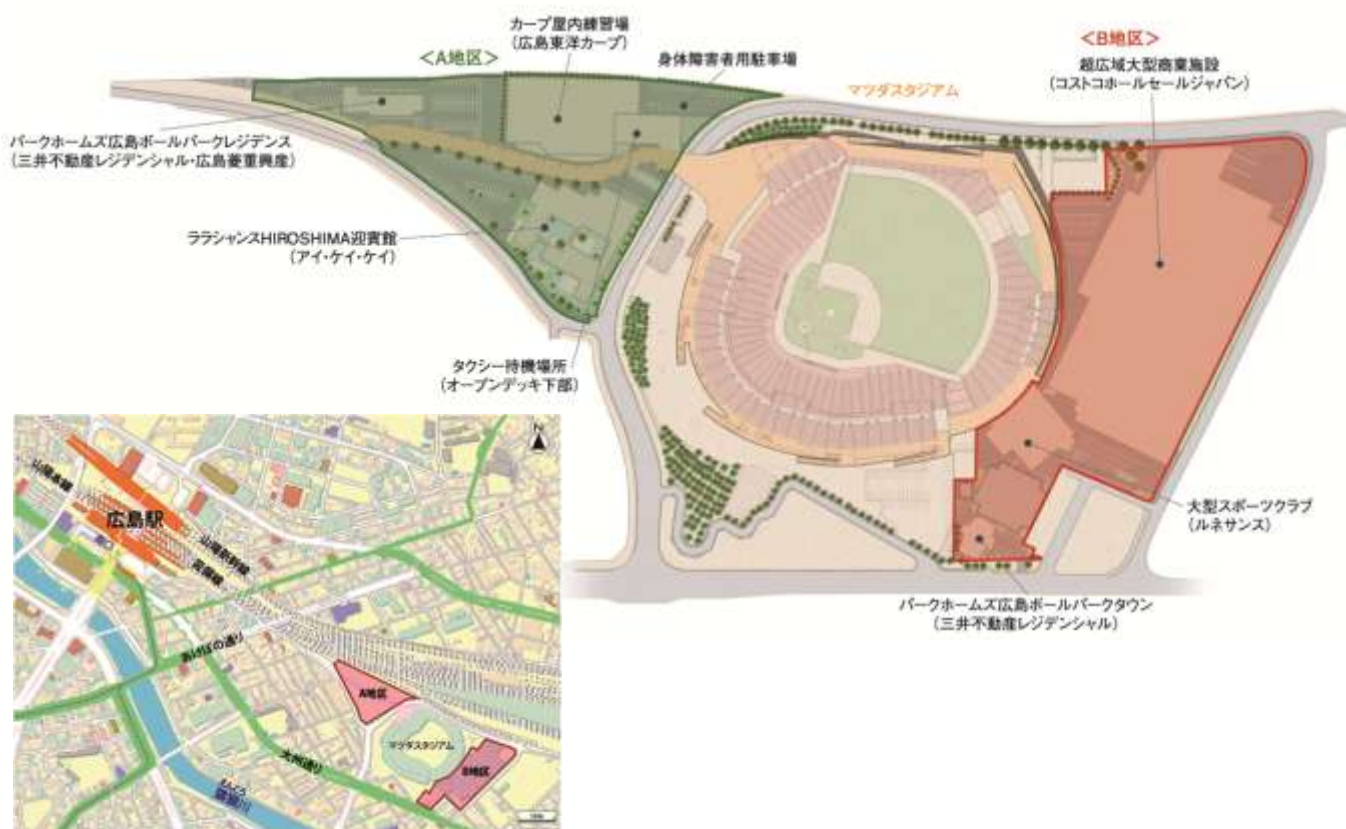 カープ屋内練習場
(広島東洋カープ)
<A地区>
身体障害者用駐車場
<B地区>
超広域大型商業施設
(コストコホールセールジャパン)
マツダスタジアム
パークホームズ広島ボールパークレジデンス
(三井不動産レジデンシャル・広島菱重興産)
ララシャンスHIROSHIMA迎賓館
(アイ・ケイ・ケイ)
タクシー待機場所
(オープンデッキ下部)
大型スポーツクラブ
(ルネサンス)
パークホームズ広島ボールパークタウン
(三井不動産レジデンシャル)
山陽本線
広島駅
山陽新幹線
あけぼの通り
A地区
マツダスタジアム
B地区
大州通り
猿猴川